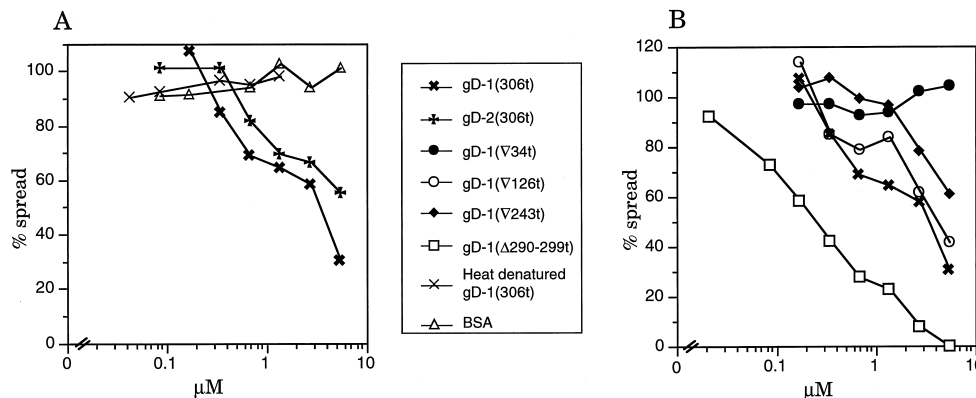 A
B
% spread
100
80
60
40
20
0
0
0.1
1
10
µM
gD-1(306t)
gD-2(306t)
gD-1(∇34t)
gD-1(∇126t)
gD-1(∇243t)
gD-1(Δ290-299t)
Heat denatured
gD-1(306t)
BSA
% spread
120
100
80
60
40
20
0
0
0.1
1
10
µM